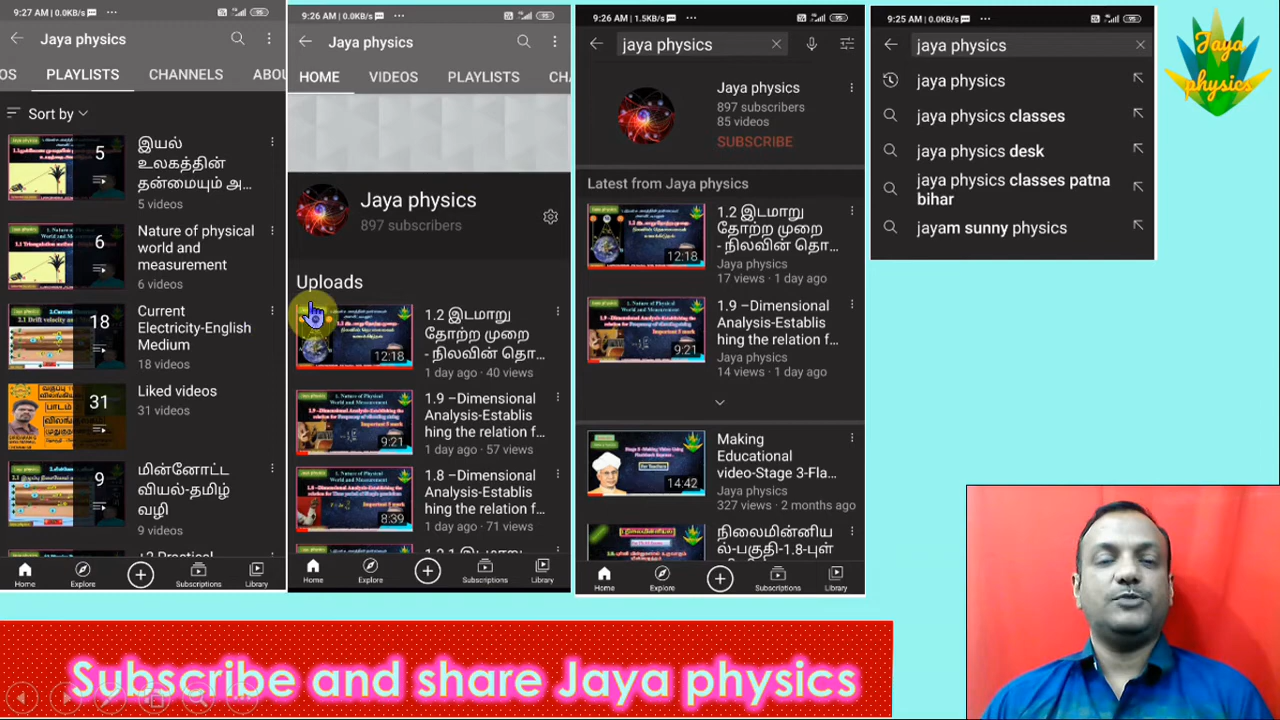 9:27 AM | 0.0KB/s
Jaya physics
OS PLAYLISTS CHANNELS ABOU
Sort by
5
இயல்
உலகத்தின்
தன்மையும் அ...
5 videos
6
Nature of physical
world and
measurement
6 videos
18
Current
Electricity-English
Medium
18 videos
31
Liked videos
31 videos
9
மின்னோட்ட
வியல்-தமிழ்
வழி
9 videos
+2 Practical
Home Explore Subscriptions Library
9:26 AM | 0.0KB/s
Jaya physics
HOME VIDEOS PLAYLISTS CHA
Jaya physics
897 subscribers
Uploads
12:18
1.2 இடமாறு
தோற்ற முறை
- நிலவின் தொ...
1 day ago · 40 views
9:21
1.9 –Dimensional
Analysis-Establis
hing the relation f...
1 day ago · 57 views
8:39
1.8 –Dimensional
Analysis-Establis
hing the relation f...
1 day ago · 71 views
Home Explore Subscriptions Library
9:26 AM | 1.5KB/s
jaya physics
Jaya physics
897 subscribers
85 videos
SUBSCRIBE
Latest from Jaya physics
12:18
1.2 இடமாறு
தோற்ற முறை
- நிலவின் தொ...
Jaya physics
17 views · 1 day ago
9:21
1.9 –Dimensional
Analysis-Establis
hing the relation f...
Jaya physics
14 views · 1 day ago
14:42
Making
Educational
video-Stage 3-Fla...
Jaya physics
327 views · 2 months ago
நிலைமின்னிய
ல்-பகுதி-1.8-புள்
Home Explore Subscriptions Library
9:25 AM | 0.0KB/s
jaya physics
jaya physics
jaya physics classes
jaya physics desk
jaya physics classes patna
bihar
jayam sunny physics
Jaya
physics
Subscribe and share Jaya physics